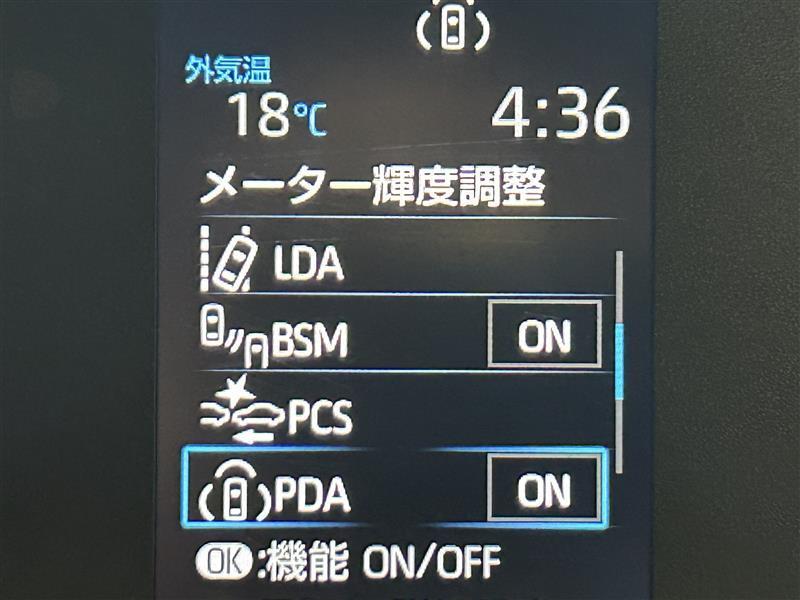 外気温
18℃ 4:36
メーター輝度調整
LDA
BSM ON
PCS
PDA ON
OK:機能 ON/OFF